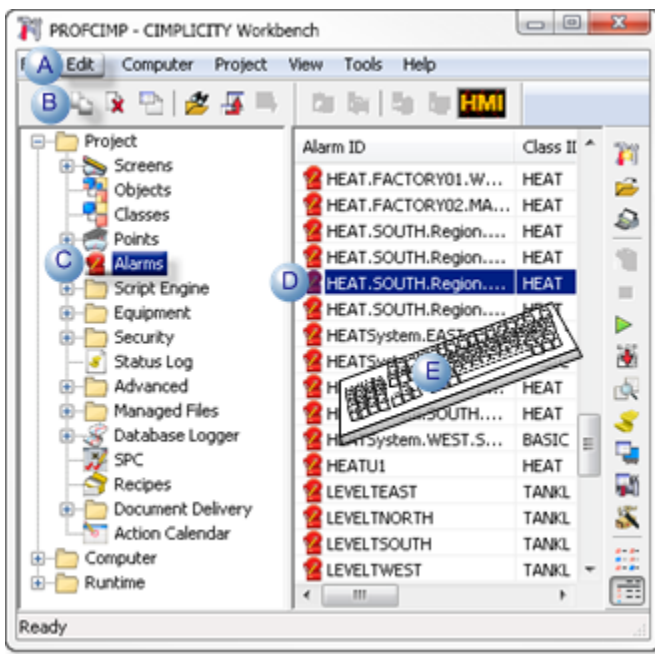 PROFCIMP - CIMPLICITY Workbench
A Edit Computer Project View Tools Help
B HMI
Project
Screens
Objects
Classes
Points
C Alarms
Script Engine
Equipment
Security
Status Log
Advanced
Managed Files
Database Logger
SPC
Recipes
Document Delivery
Action Calendar
Computer
Runtime
Alarm ID Class II
HEAT.FACTORY01.W... HEAT
HEAT.FACTORY02.MA... HEAT
HEAT.SOUTH.Region.... HEAT
HEAT.SOUTH.Region.... HEAT
D HEAT.SOUTH.Region.... HEAT
HEAT.SOUTH.Region....
HEATSystem.EAST
E
HEAT
SOUTH.... HEAT
System.WEST.S... BASIC
HEATU1 HEAT
LEVELTEAST TANKL
LEVELTNORTH TANKL
LEVELTSOUTH TANKL
LEVELTWEST TANKL
Ready